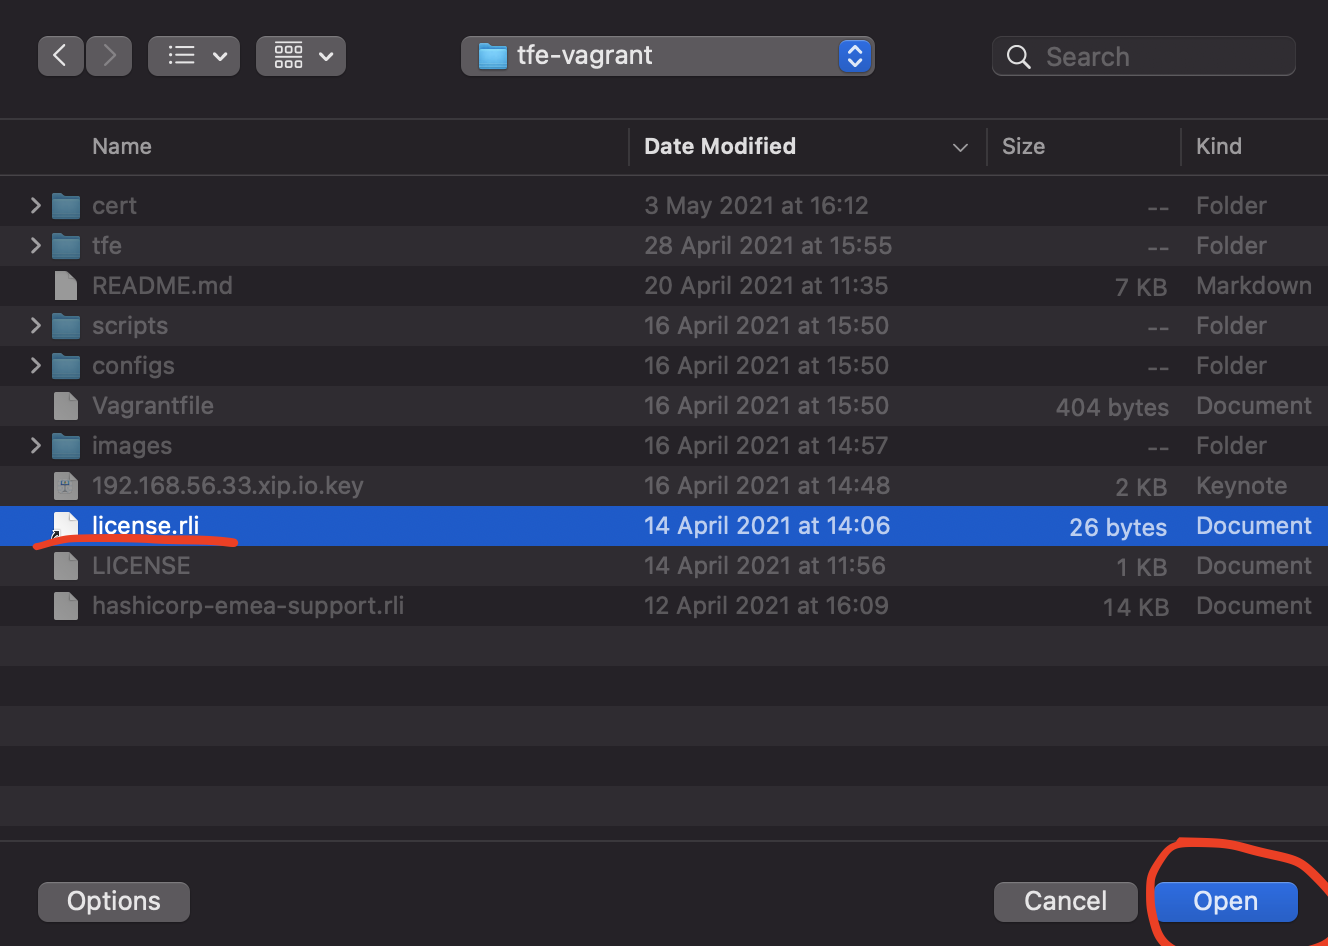 tfe-vagrant Search
Name Date Modified Size Kind
cert 3 May 2021 at 16:12 -- Folder
tfe 28 April 2021 at 15:55 -- Folder
README.md 20 April 2021 at 11:35 7 KB Markdown
scripts 16 April 2021 at 15:50 -- Folder
configs 16 April 2021 at 15:50 -- Folder
Vagrantfile 16 April 2021 at 15:50 404 bytes Document
images 16 April 2021 at 14:57 -- Folder
192.168.56.33.xip.io.key 16 April 2021 at 14:48 2 KB Keynote
license.rli 14 April 2021 at 14:06 26 bytes Document
LICENSE 14 April 2021 at 11:56 1 KB Document
hashicorp-emea-support.rli 12 April 2021 at 16:09 14 KB Document
Options Cancel Open